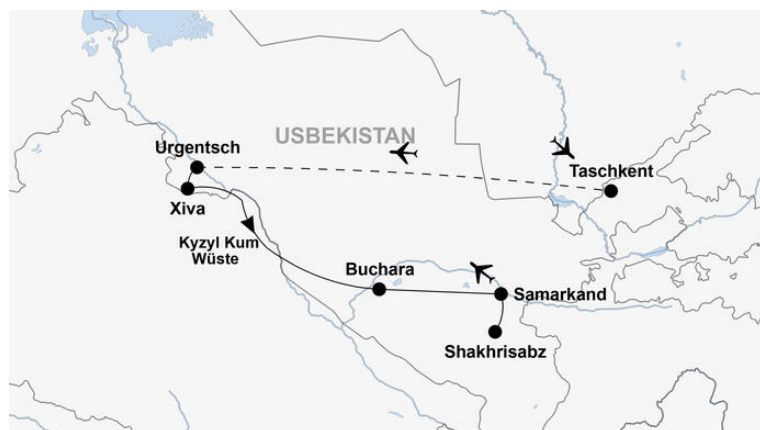 USBEKISTAN
Urgentsch
Taschkent
Xiva
Kyzyl Kum
Wüste
Buchara
Samarkand
Shakhrisabz